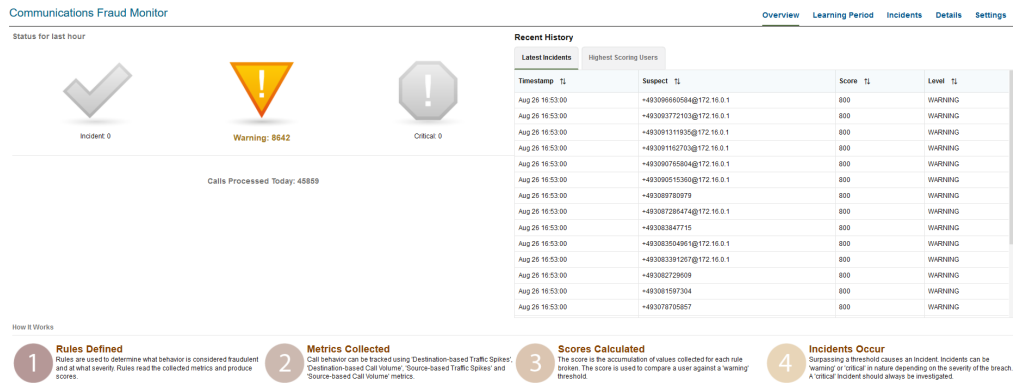 Communications Fraud Monitor
Overview Learning Period Incidents Details Settings
Status for last hour
Incident: 0
Warning: 8642
Critical: 0
Calls Processed Today: 45859
Recent History
Latest Incidents Highest Scoring Users
Timestamp Suspect Score Level
Aug 26 16:53:00 +493096660584@172.16.0.1 800 WARNING
Aug 26 16:53:00 +493093772103@172.16.0.1 800 WARNING
Aug 26 16:53:00 +493091311935@172.16.0.1 800 WARNING
Aug 26 16:53:00 +493091162703@172.16.0.1 800 WARNING
Aug 26 16:53:00 +493090765804@172.16.0.1 800 WARNING
Aug 26 16:53:00 +493090515360@172.16.0.1 800 WARNING
Aug 26 16:53:00 +493089780979 800 WARNING
Aug 26 16:53:00 +493087286474@172.16.0.1 800 WARNING
Aug 26 16:53:00 +493083847715 800 WARNING
Aug 26 16:53:00 +493083504961@172.16.0.1 800 WARNING
Aug 26 16:53:00 +493083391267@172.16.0.1 800 WARNING
Aug 26 16:53:00 +493082729609 800 WARNING
Aug 26 16:53:00 +493081597304 800 WARNING
Aug 26 16:53:00 +493078705857 800 WARNING
How It Works
1 Rules Defined
Rules are used to determine what behavior is considered fraudulent
and at what severity. Rules read the collected metrics and produce
scores.
2 Metrics Collected
Call behavior can be tracked using 'Destination-based Traffic Spikes',
'Destination-based Call Volume', 'Source-based Traffic Spikes' and
'Source-based Call Volume' metrics.
3 Scores Calculated
The score is the accumulation of values collected for each rule
broken. The score is used to compare a user against a 'warning'
threshold.
4 Incidents Occur
Surpassing a threshold causes an Incident. Incidents can be
'warning' or 'critical' in nature depending on the severity of the breach.
A 'critical' Incident should always be investigated.